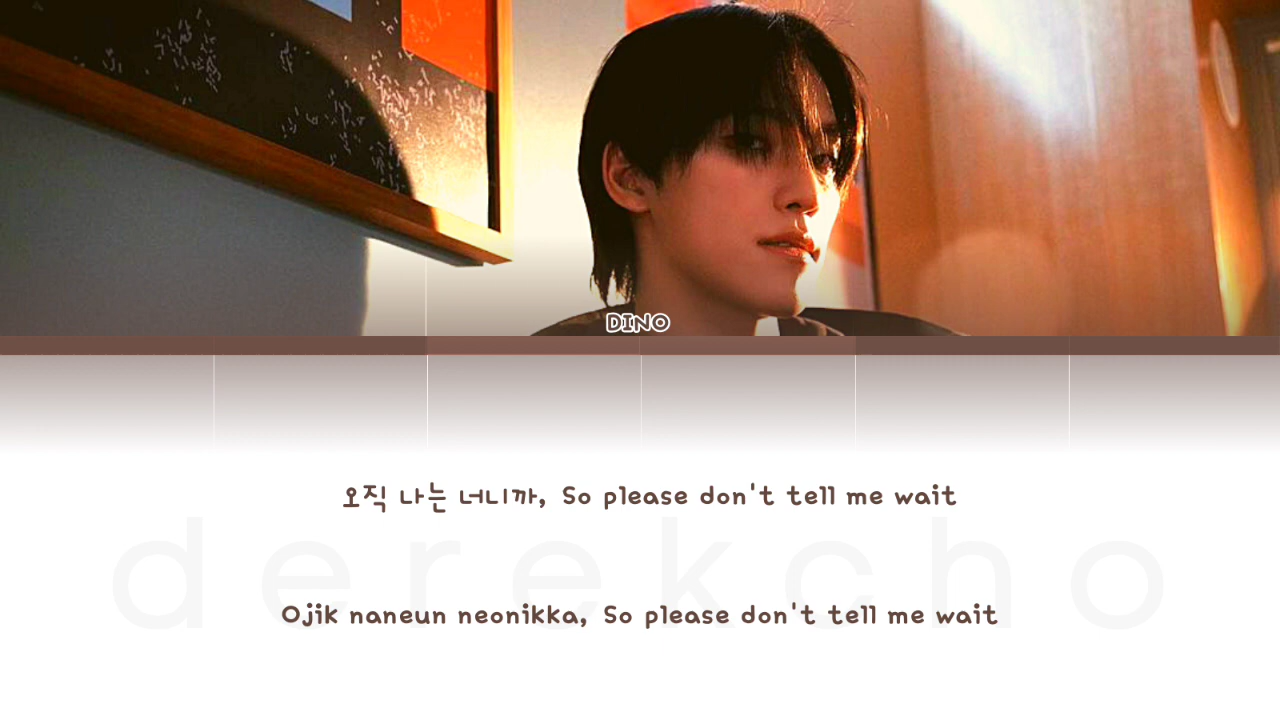 DINO
오직 나는 너니까, So please don't tell me wait
derekcho
Ojik naneun neonikka, So please don't tell me wait